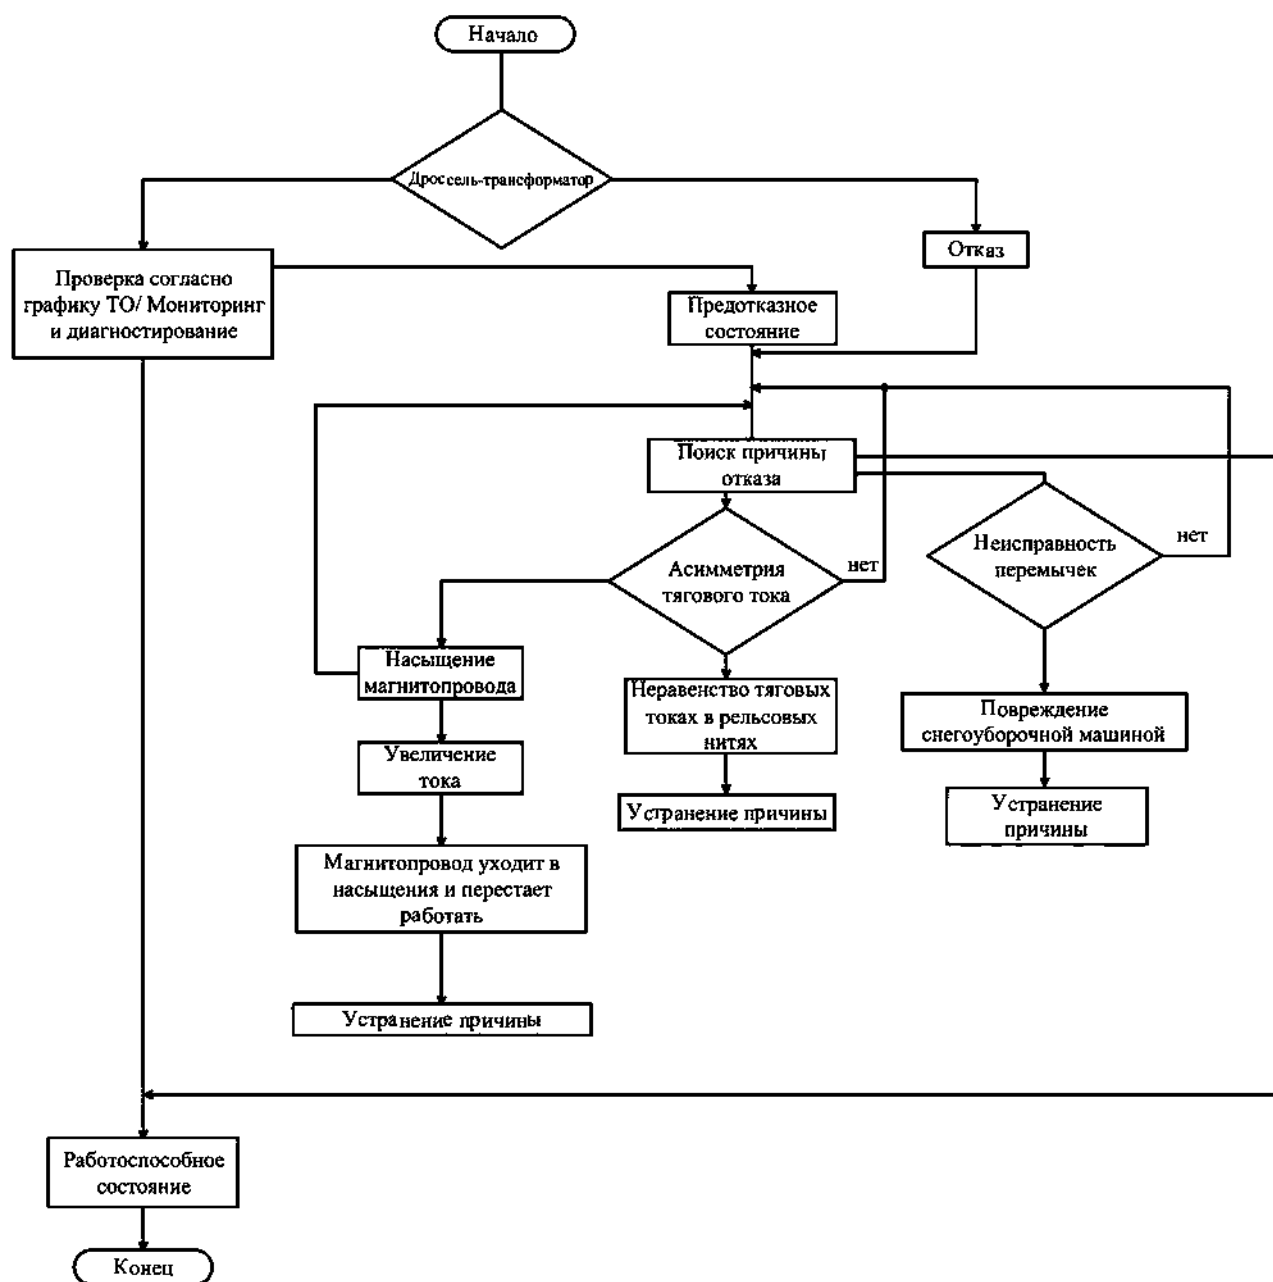 Начало
Дроссель-трансформатор
Отказ
Проверка согласно
графику ТО/ Мониторинг
и диагностирование
Предотказное
состояние
Поиск причины
отказа
Неисправность
перемычек
нет
Асимметрия
тягового тока
нет
Насыщение
магнитопровода
Неравенство тяговых
токах в рельсовых
нитях
Повреждение
снегоуборочной машиной
Увеличение
тока
Устранение причины
Устранение
причины
Магнитопровод уходит в
насыщения и перестает
работать
Устранение причины
Работоспособное
состояние
Конец